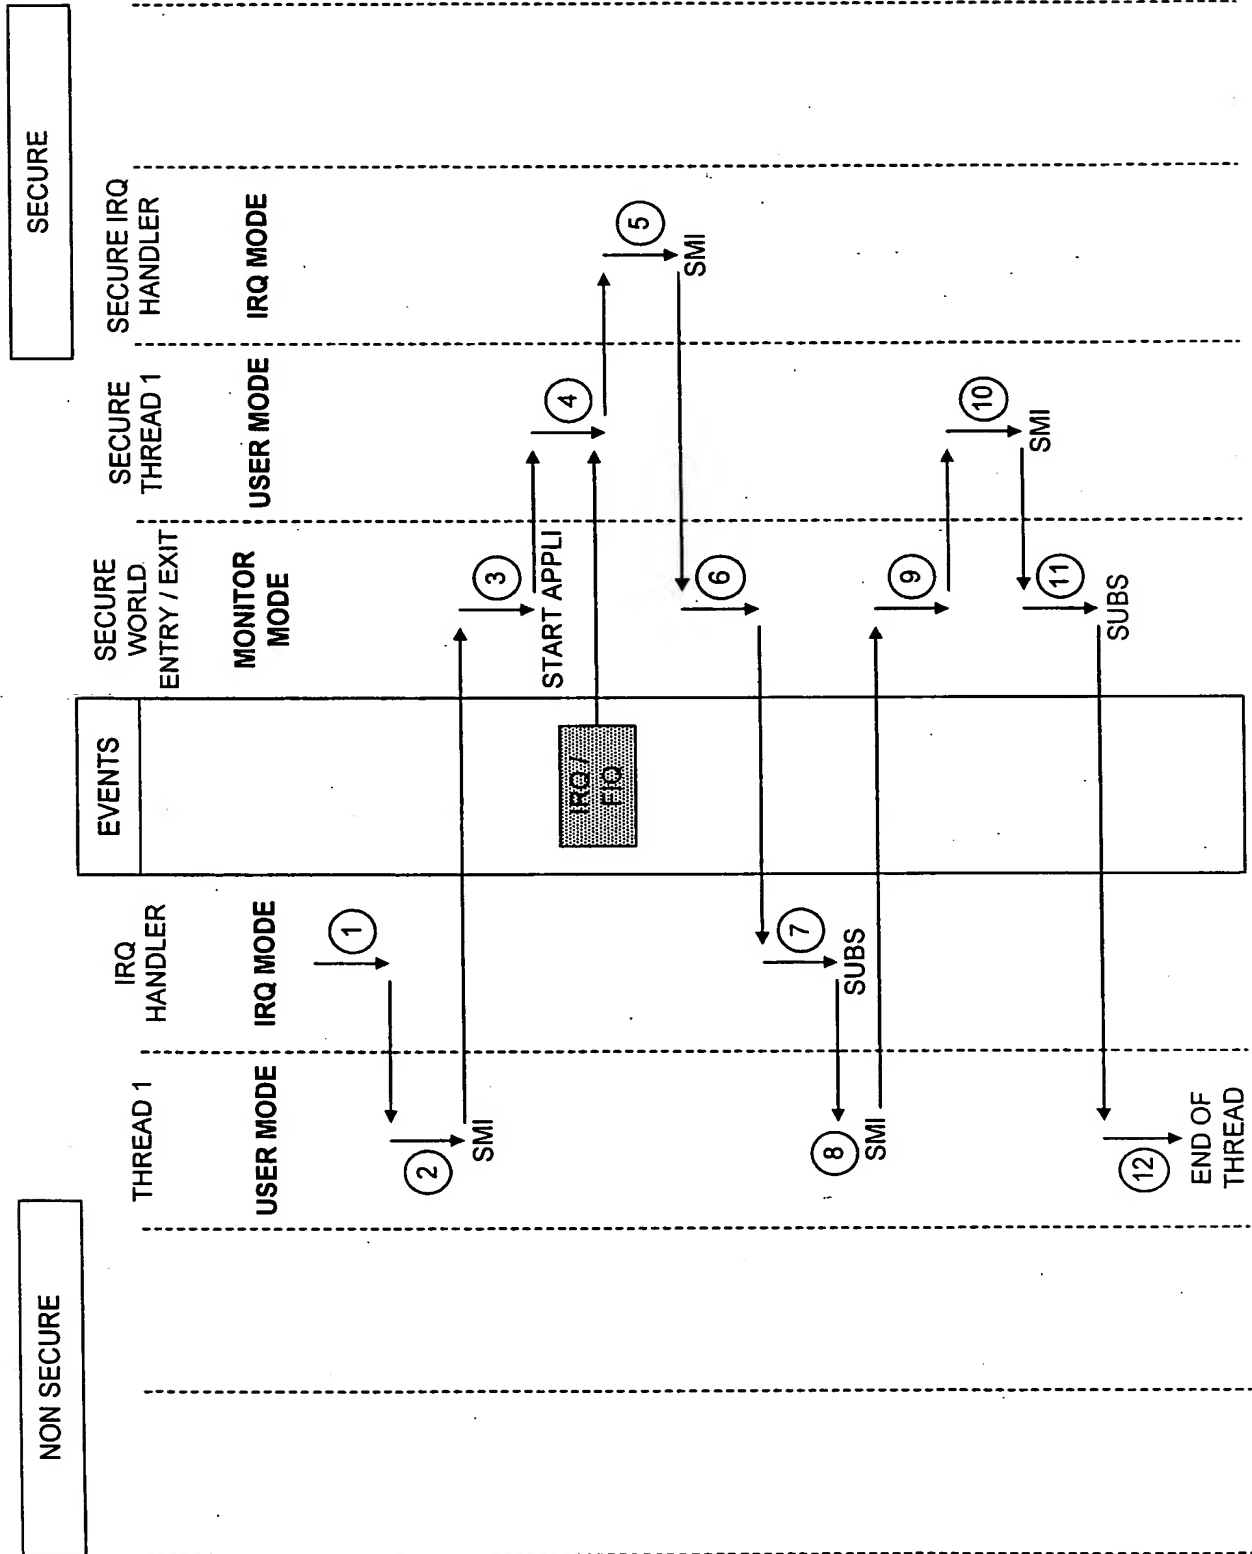 NON SECURE
SECURE
THREAD 1
USER MODE
IRQ
HANDLER
IRQ MODE
EVENTS
SECURE
WORLD
ENTRY / EXIT
MONITOR
MODE
SECURE
THREAD 1
USER MODE
SECURE IRQ
HANDLER
IRQ MODE
1
2
SMI
3
START APPLI
IRQ /
FIQ
4
5
SMI
6
7
SUBS
8
SMI
9
10
SMI
11
SUBS
12
END OF
THREAD